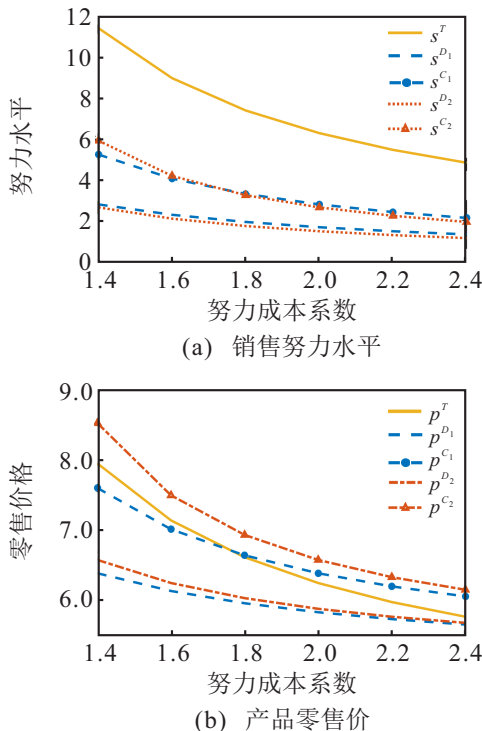 12
10
8
6
4
2
0
努力水平
s^T
s^{D_1}
s^{C_1}
s^{D_2}
s^{C_2}
1.4 1.6 1.8 2.0 2.2 2.4
努力成本系数
(a) 销售努力水平
9.0
8.0
7.0
6.0
零售价格
p^T
p^{D_1}
p^{C_1}
p^{D_2}
p^{C_2}
1.4 1.6 1.8 2.0 2.2 2.4
努力成本系数
(b) 产品零售价